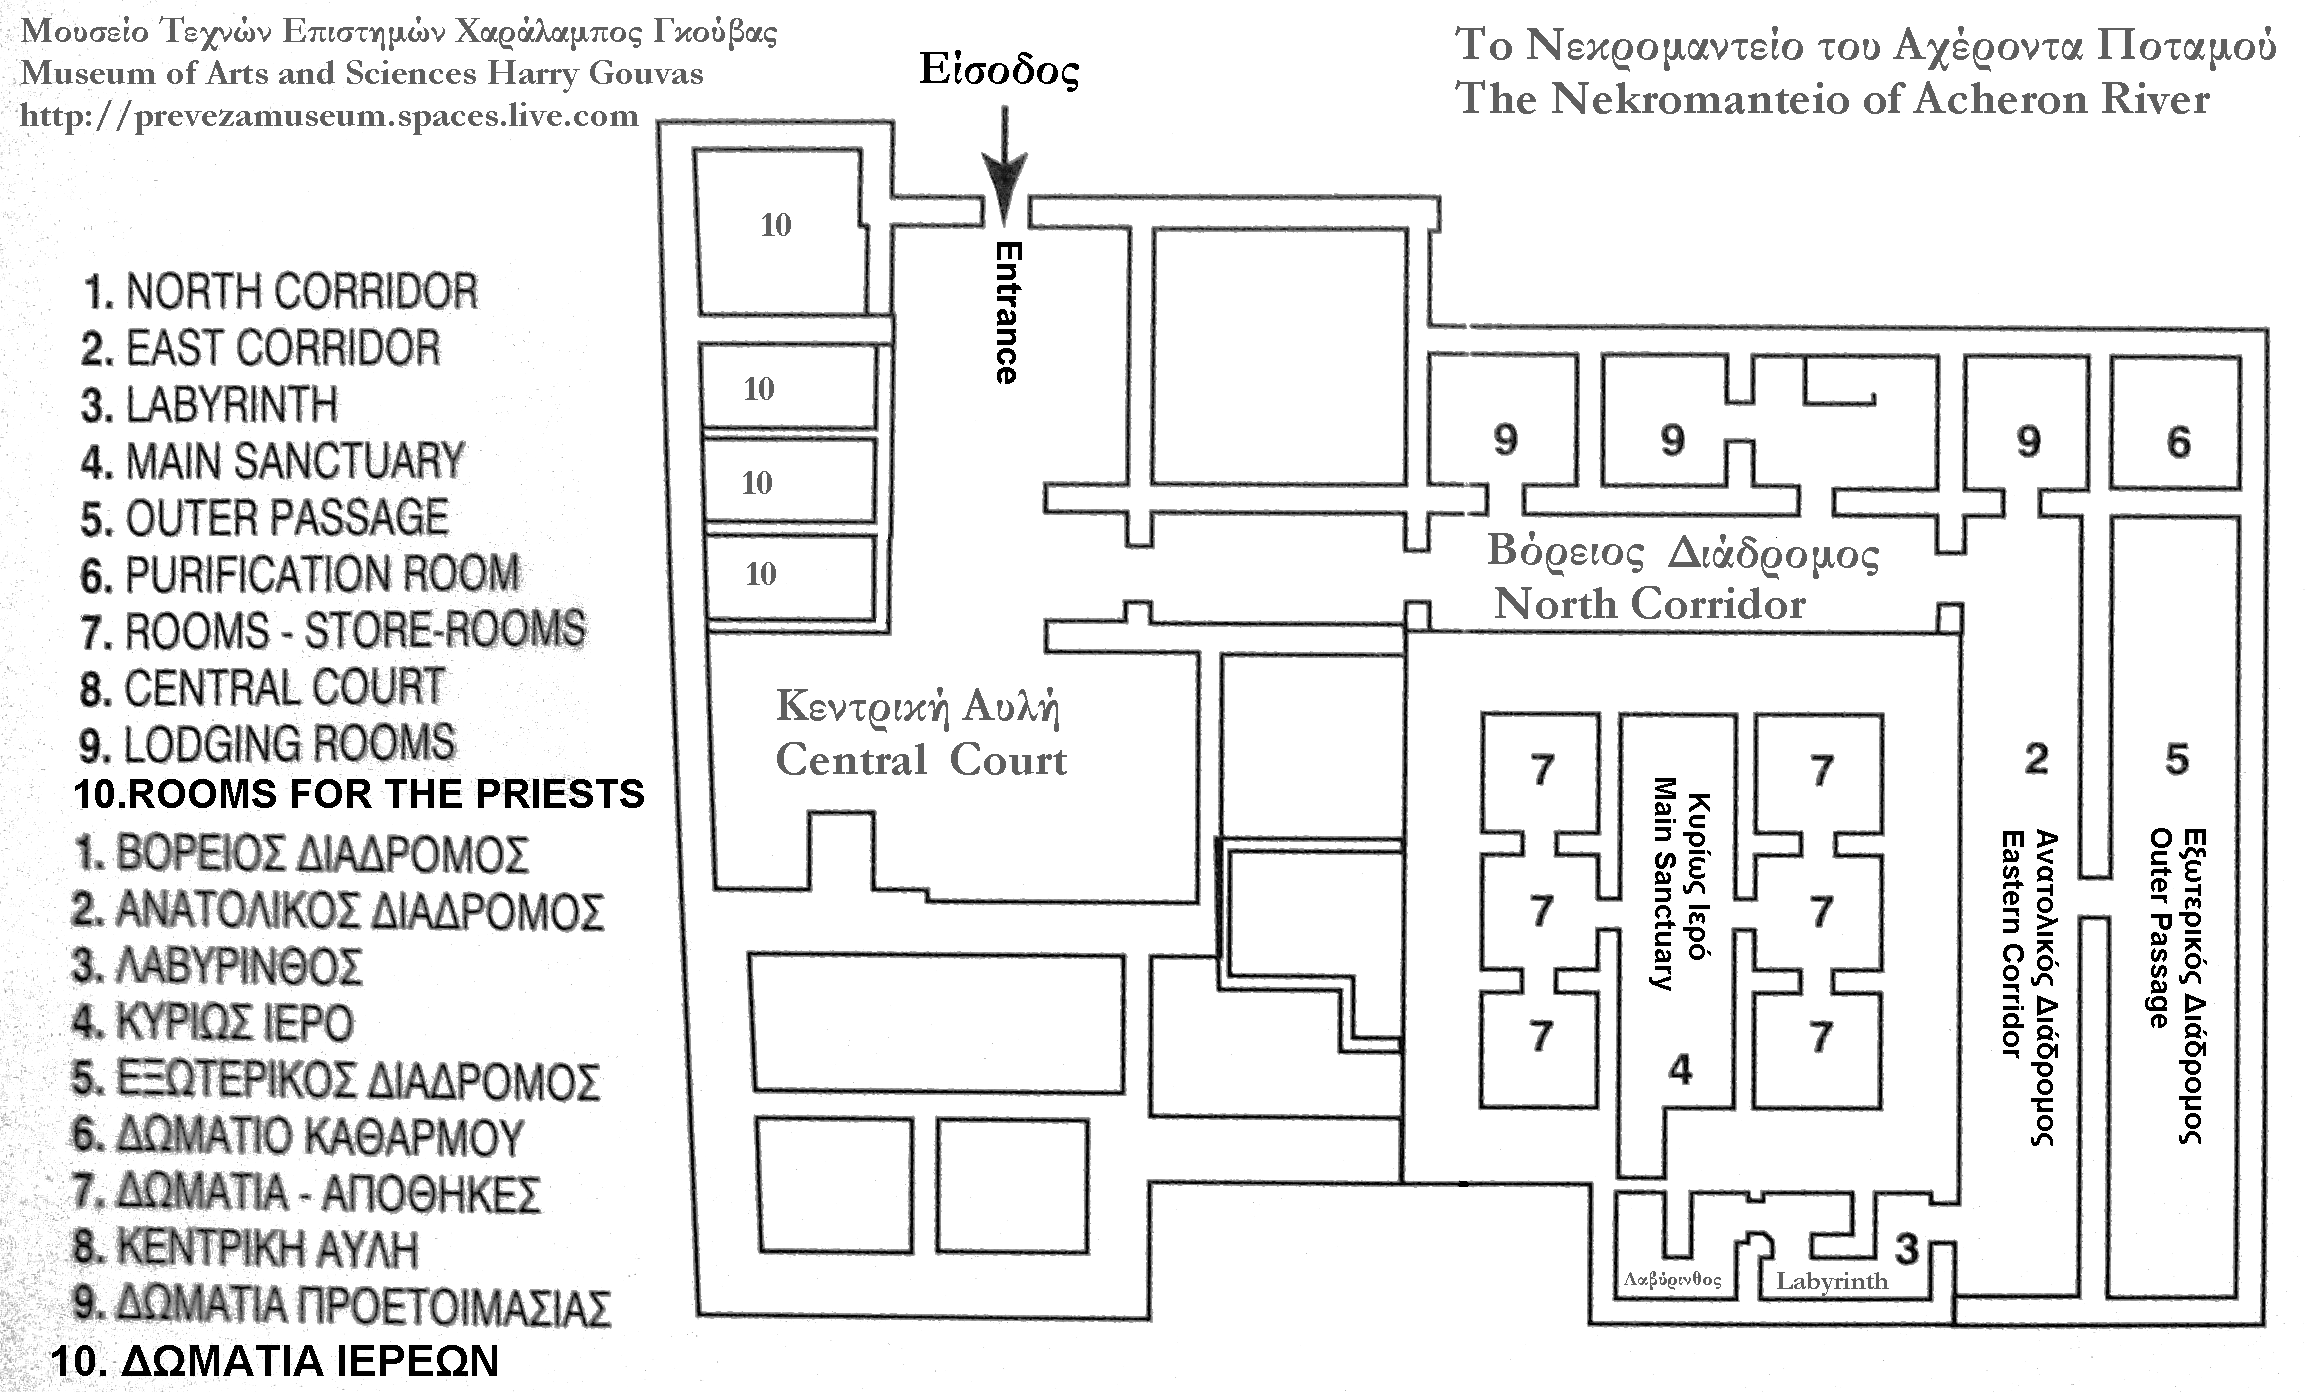 Μουσείο Τεχνών Επιστημών Χαράλαμπος Γκούβας
Museum of Arts and Sciences Harry Gouvas
http://prevezamuseum.spaces.live.com
Είσοδος
Το Νεκρομαντείο του Αχέροντα Ποταμού
The Nekromanteio of Acheron River
1. NORTH CORRIDOR
2. EAST CORRIDOR
3. LABYRINTH
4. MAIN SANCTUARY
5. OUTER PASSAGE
6. PURIFICATION ROOM
7. ROOMS - STORE-ROOMS
8. CENTRAL COURT
9. LODGING ROOMS
10.ROOMS FOR THE PRIESTS
1. ΒΟΡΕΙΟΣ ΔΙΑΔΡΟΜΟΣ
2. ΑΝΑΤΟΛΙΚΟΣ ΔΙΑΔΡΟΜΟΣ
3. ΛΑΒΥΡΙΝΘΟΣ
4. ΚΥΡΙΩΣ ΙΕΡΟ
5. ΕΞΩΤΕΡΙΚΟΣ ΔΙΑΔΡΟΜΟΣ
6. ΔΩΜΑΤΙΟ ΚΑΘΑΡΜΟΥ
7. ΔΩΜΑΤΙΑ - ΑΠΟΘΗΚΕΣ
8. ΚΕΝΤΡΙΚΗ ΑΥΛΗ
9. ΔΩΜΑΤΙΑ ΠΡΟΕΤΟΙΜΑΣΙΑΣ
10. ΔΩΜΑΤΙΑ ΙΕΡΕΩΝ
10
Entrance
10
10
10
9
9
9
6
Βόρειος Διάδρομος
North Corridor
Κεντρική Αυλή
Central Court
7
7
7
7
7
7
Κυρίως Ιερό
Main Sanctuary
4
2
Ανατολικός Διάδρομος
Eastern Corridor
5
Εξωτερικός Διάδρομος
Outer Passage
3
Λαβύρινθος
Labyrinth